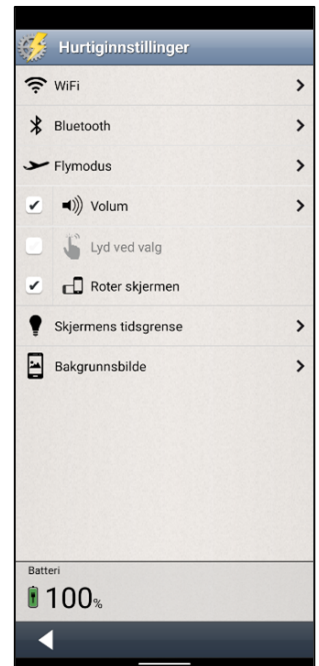 Hurtiginnstillinger
WiFi
Bluetooth
Flymodus
Volum
Lyd ved valg
Roter skjermen
Skjermens tidsgrense
Bakgrunnsbilde
Batteri
100%